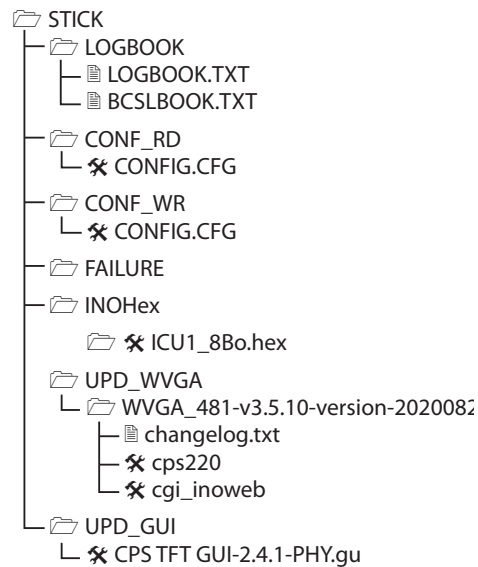 STICK
LOGBOOK
LOGBOOK.TXT
BCSLBOOK.TXT
CONF_RD
CONFIG.CFG
CONF_WR
CONFIG.CFG
FAILURE
INOHex
ICU1_8Bo.hex
UPD_WVGA
WVGA_481-v3.5.10-version-2020082
changelog.txt
cps220
cgi_inoweb
UPD_GUI
CPS TFT GUI-2.4.1-PHY.gu